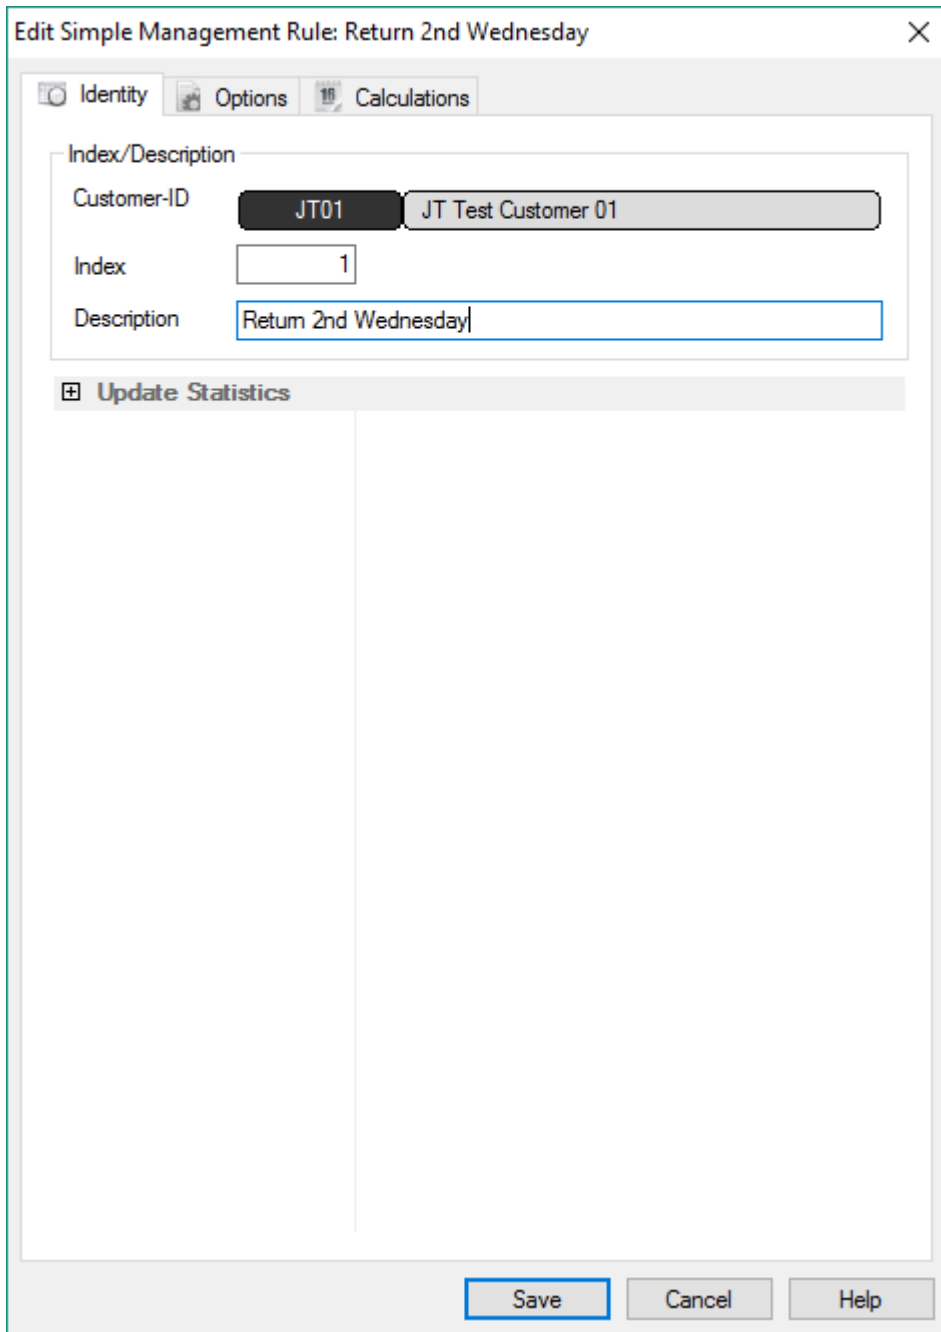 Edit Simple Management Rule: Return 2nd Wednesday
Identity Options 16 Calculations
Index/Description
Customer-ID JT01 JT Test Customer 01
Index 1
Description Return 2nd Wednesday
Update Statistics
Save Cancel Help